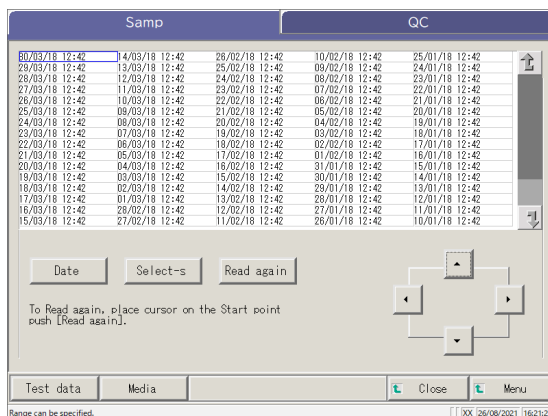 Samp QC
30/03/18 12:42 14/03/18 12:42 26/02/18 12:42 10/02/18 12:42 25/01/18 12:42
29/03/18 12:42 13/03/18 12:42 25/02/18 12:42 09/02/18 12:42 24/01/18 12:42
28/03/18 12:42 12/03/18 12:42 24/02/18 12:42 08/02/18 12:42 23/01/18 12:42
27/03/18 12:42 11/03/18 12:42 23/02/18 12:42 07/02/18 12:42 22/01/18 12:42
26/03/18 12:42 10/03/18 12:42 22/02/18 12:42 06/02/18 12:42 21/01/18 12:42
25/03/18 12:42 09/03/18 12:42 21/02/18 12:42 05/02/18 12:42 20/01/18 12:42
24/03/18 12:42 08/03/18 12:42 20/02/18 12:42 04/02/18 12:42 19/01/18 12:42
23/03/18 12:42 07/03/18 12:42 19/02/18 12:42 03/02/18 12:42 18/01/18 12:42
22/03/18 12:42 06/03/18 12:42 18/02/18 12:42 02/02/18 12:42 17/01/18 12:42
21/03/18 12:42 05/03/18 12:42 17/02/18 12:42 01/02/18 12:42 16/01/18 12:42
20/03/18 12:42 04/03/18 12:42 16/02/18 12:42 31/01/18 12:42 15/01/18 12:42
19/03/18 12:42 03/03/18 12:42 15/02/18 12:42 30/01/18 12:42 14/01/18 12:42
18/03/18 12:42 02/03/18 12:42 14/02/18 12:42 29/01/18 12:42 13/01/18 12:42
17/03/18 12:42 01/03/18 12:42 13/02/18 12:42 28/01/18 12:42 12/01/18 12:42
16/03/18 12:42 28/02/18 12:42 12/02/18 12:42 27/01/18 12:42 11/01/18 12:42
15/03/18 12:42 27/02/18 12:42 11/02/18 12:42 26/01/18 12:42 10/01/18 12:42
Date Select-s Read again
To Read again, place cursor on the Start point
push [Read again].
Test data Media Close Menu
Range can be specified. XX 26/08/2021